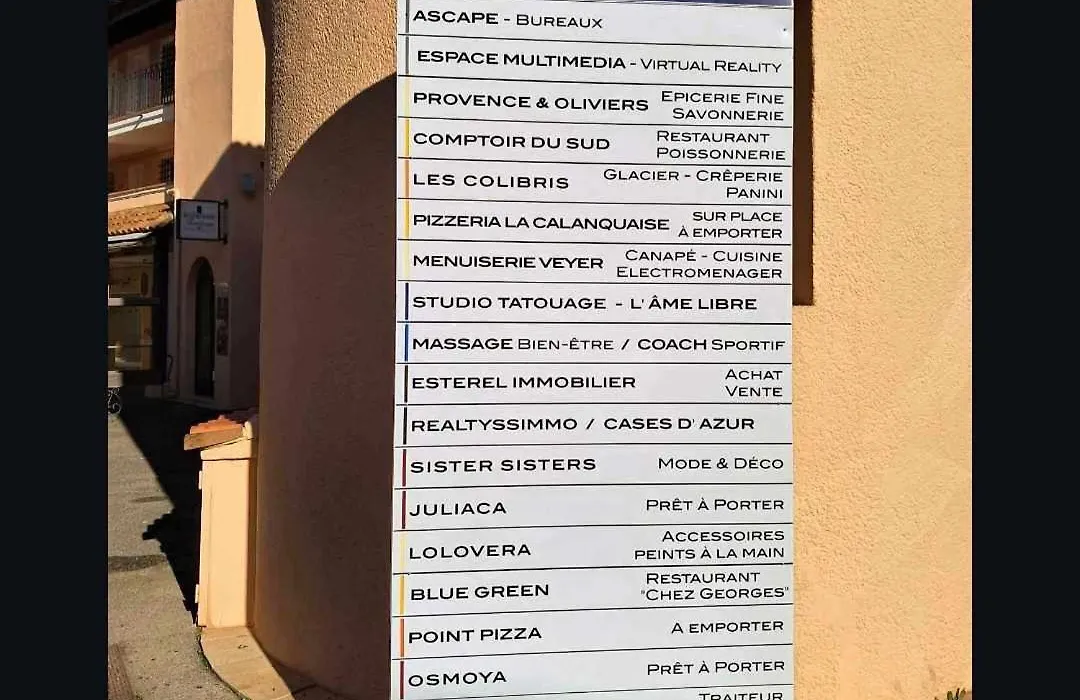 ASCAPE - BUREAUX
ESPACE MULTIMEDIA - VIRTUAL REALITY
PROVENCE & OLIVIERS EPICERIE FINE
SAVONNERIE
COMPTOIR DU SUD RESTAURANT
POISSONNERIE
LES COLIBRIS GLACIER - CRÊPERIE
PANINI
PIZZERIA LA CALANQUAISE SUR PLACE
À EMPORTER
MENUISERIE VEYER CANAPÉ - CUISINE
ELECTROMENAGER
STUDIO TATOUAGE - L'ÂME LIBRE
MASSAGE BIEN-ÊTRE / COACH SPORTIF
ESTEREL IMMOBILIER ACHAT
VENTE
REALTYSSIMMO / CASES D'AZUR
SISTER SISTERS MODE & DÉCO
JULIACA PRÊT À PORTER
LOLOVERA ACCESSOIRES
PEINTS À LA MAIN
BLUE GREEN RESTAURANT
"CHEZ GEORGES"
POINT PIZZA A EMPORTER
OSMOYA PRÊT À PORTER
TRAITEUR